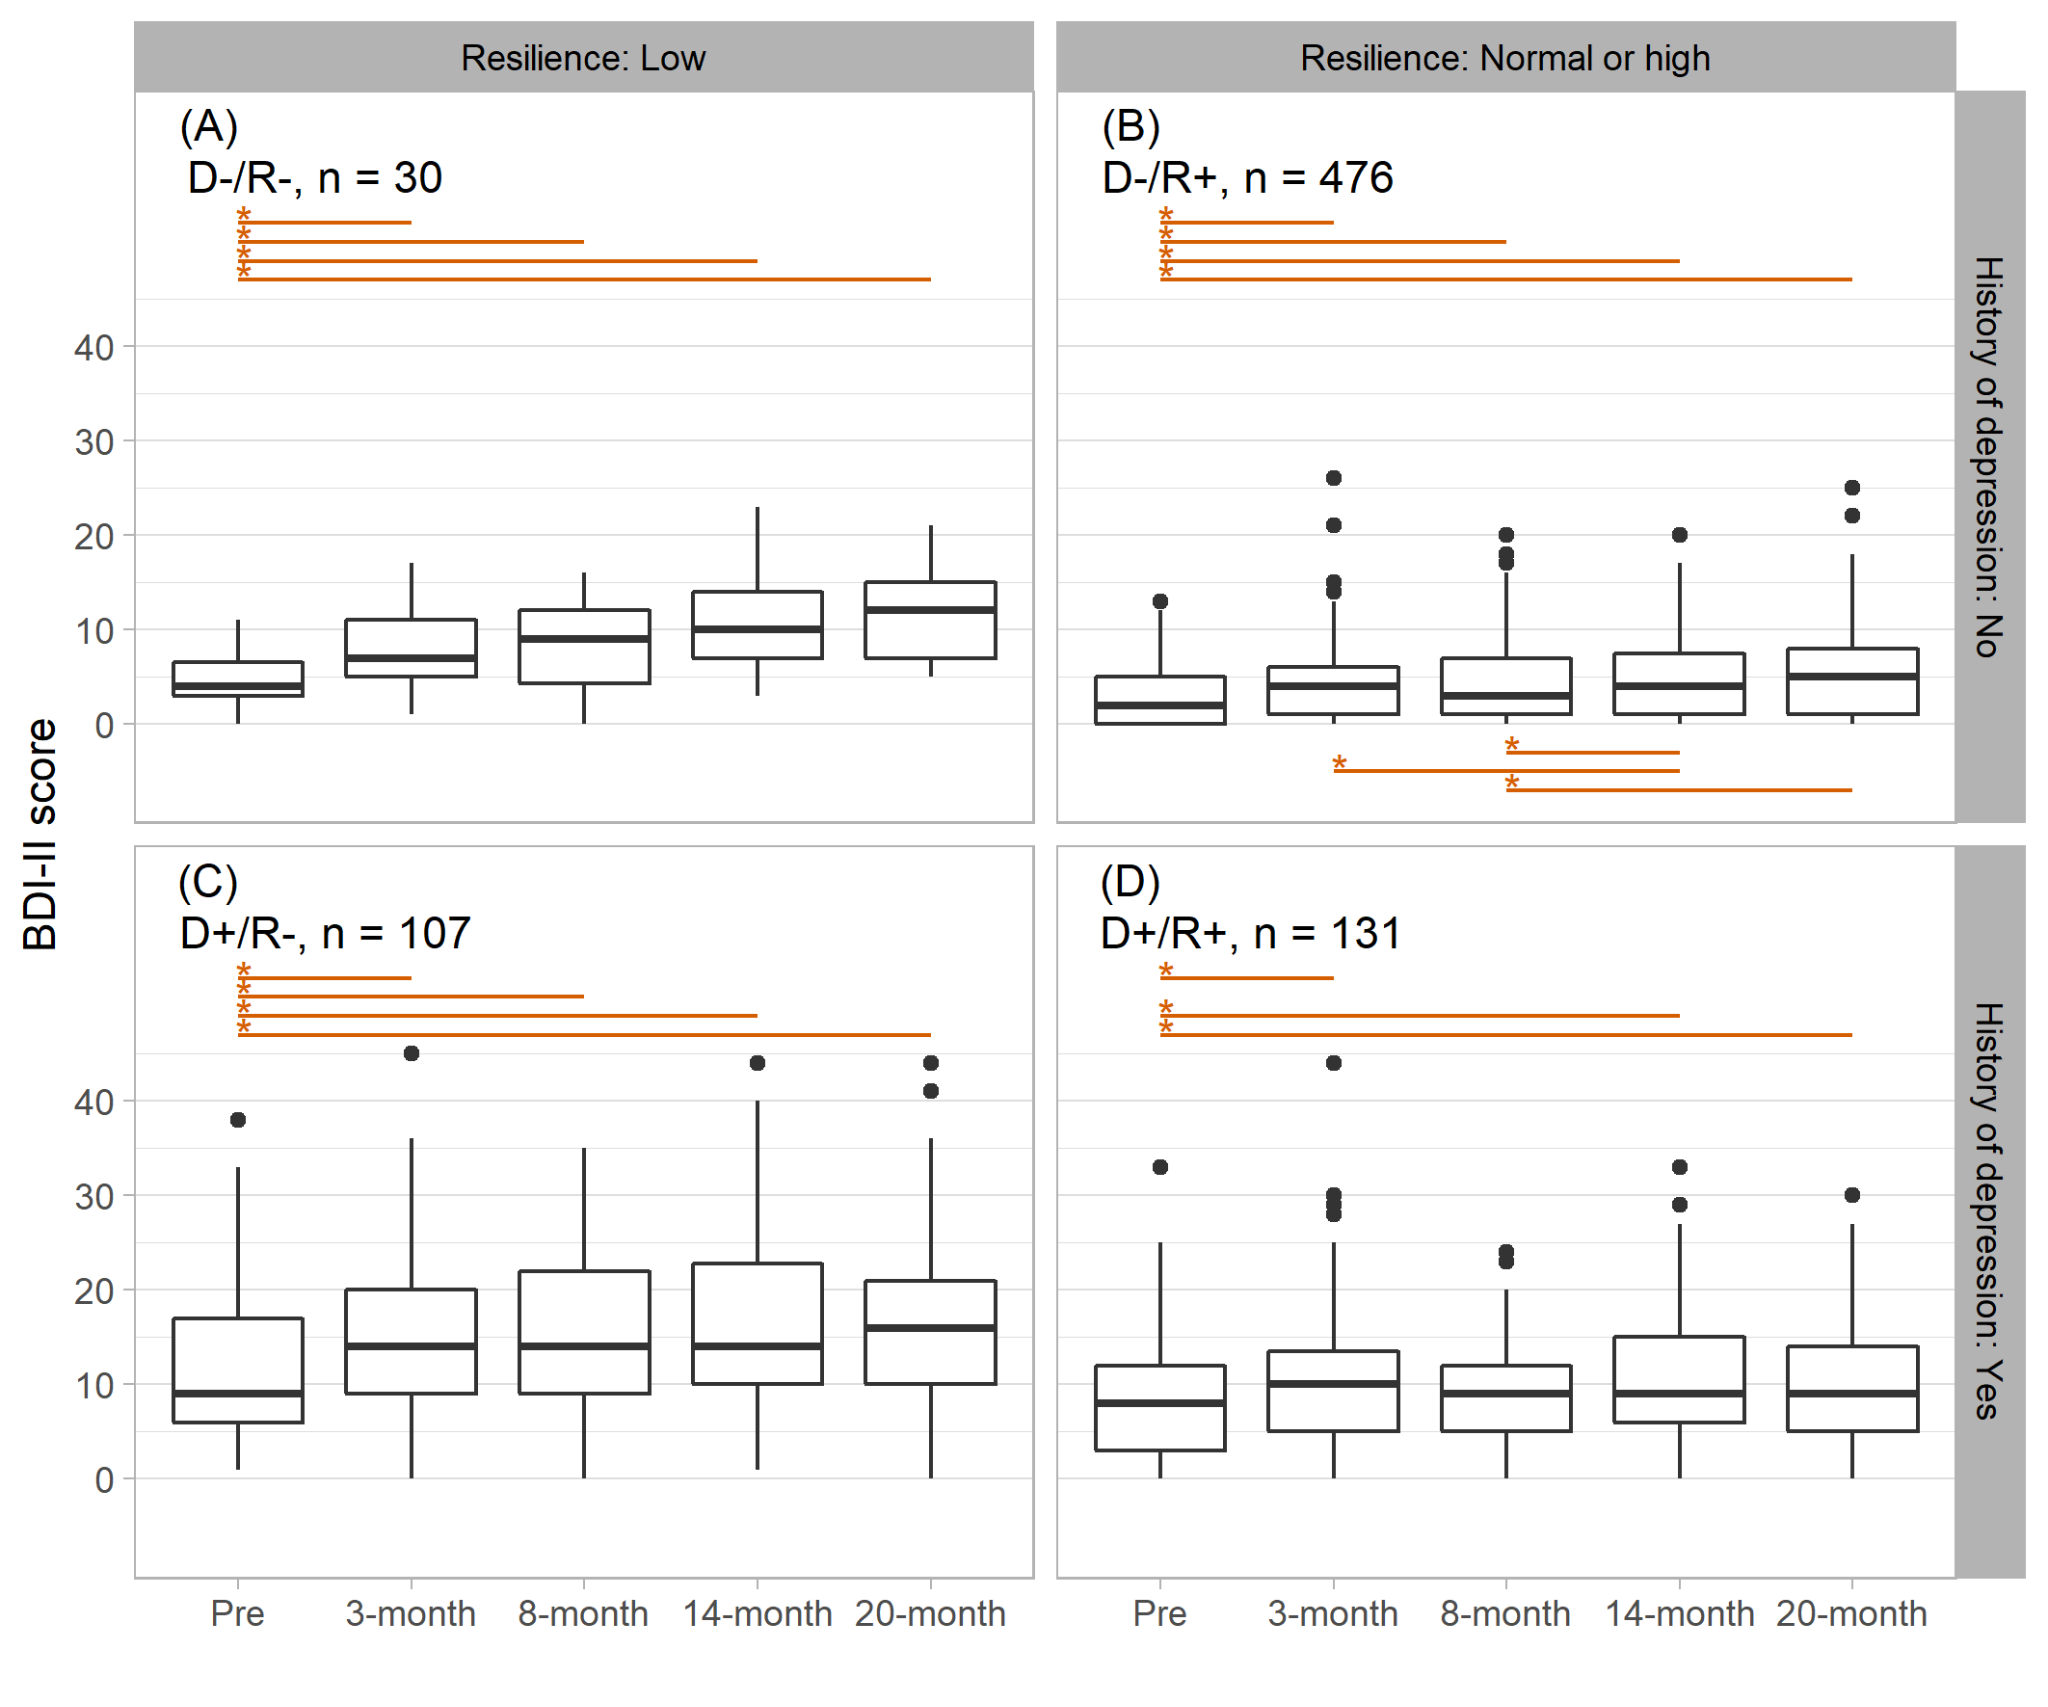 Resilience: Low
Resilience: Normal or high
(A)
D-/R-, n = 30
*
*
*
*
(B)
D-/R+, n = 476
*
*
*
*
*
*
*
History of depression: No
40
30
20
10
0
BDI-II score
(C)
D+/R-, n = 107
*
*
*
*
(D)
D+/R+, n = 131
*
*
*
History of depression: Yes
40
30
20
10
0
Pre 3-month 8-month 14-month 20-month
Pre 3-month 8-month 14-month 20-month